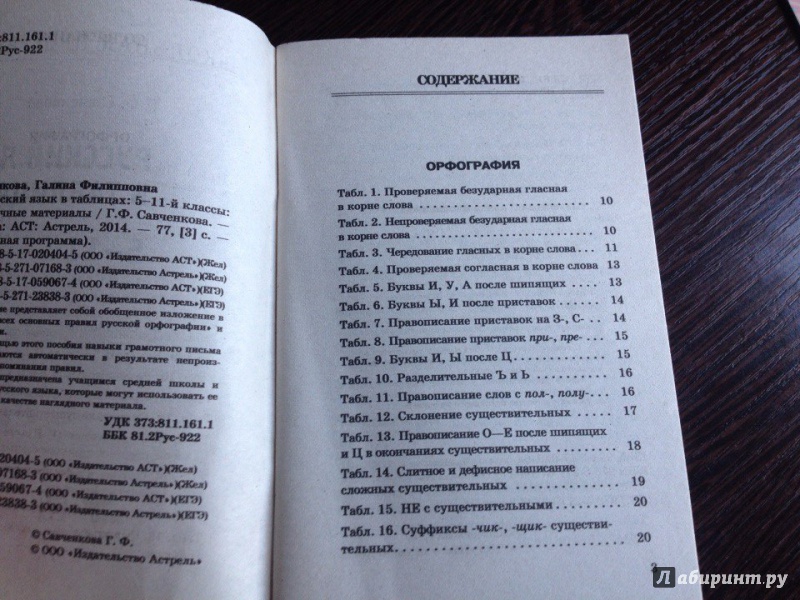 :811.161.1
2Рус-922
нкова, Галина Филипповна
ский язык в таблицах: 5–11-й классы:
чные материалы / Г.Ф. Савченкова. —
а: АСТ: Астрель, 2014. — 77, [3] с. —
ная программа).
8-5-17-020404-5 (ООО «Издательство АСТ»)(Жел)
-5-271-07168-3 (ООО «Издательство Астрель»)(Жел)
8-5-17-059067-4 (ООО «Издательство АСТ»)(ЕГЭ)
-5-271-23838-3 (ООО «Издательство Астрель»)(ЕГЭ)
ие представляет собой обобщенное изложение в
всех основных правил русской орфографии» и
и.
щью этого пособия навыки грамотного письма
аются автоматически в результате непроиз-
поминания правил.
предназначена учащимся средней школы и
русского языка, которые могут использовать ее
качестве наглядного материала.
УДК 373:811.161.1
ББК 81.2Рус-922
020404-5 (ООО «Издательство АСТ»)(Жел)
07168-3 (ООО «Издательство Астрель»)(Жел)
059067-4 (ООО «Издательство АСТ»)(ЕГЭ)
23838-3 (ООО «Издательство Астрель»)(ЕГЭ)
© Савченкова Г. Ф.
© ООО «Издательство Астрель»
СОДЕРЖАНИЕ
ОРФОГРАФИЯ
Табл. 1. Проверяемая безударная гласная
в корне слова . . . . . . . . . . . . . . . . . . . . . . . 10
Табл. 2. Непроверяемая безударная гласная
в корне слова . . . . . . . . . . . . . . . . . . . . . . . 10
Табл. 3. Чередование гласных в корне слова . . . 11
Табл. 4. Проверяемая согласная в корне слова 13
Табл. 5. Буквы И, У, А после шипящих . . . . . 13
Табл. 6. Буквы Ы, И после приставок . . . . . . 14
Табл. 7. Правописание приставок на З-, С- . . 14
Табл. 8. Правописание приставок при-, пре- . . 15
Табл. 9. Буквы И, Ы после Ц . . . . . . . . . . . . 15
Табл. 10. Разделительные Ъ и Ь . . . . . . . . . 16
Табл. 11. Правописание слов с пол-, полу- . . . 16
Табл. 12. Склонение существительных . . . . . 17
Табл. 13. Правописание О—Е после шипящих
и Ц в окончаниях существительных . . . . . . . 18
Табл. 14. Слитное и дефисное написание
сложных существительных . . . . . . . . . . . . . 19
Табл. 15. НЕ с существительными . . . . . . . . 20
Табл. 16. Суффиксы -чик-, -щик- существи-
тельных . . . . . . . . . . . . . . . . . . . . . . . . . . 20
Лабиринт.ру